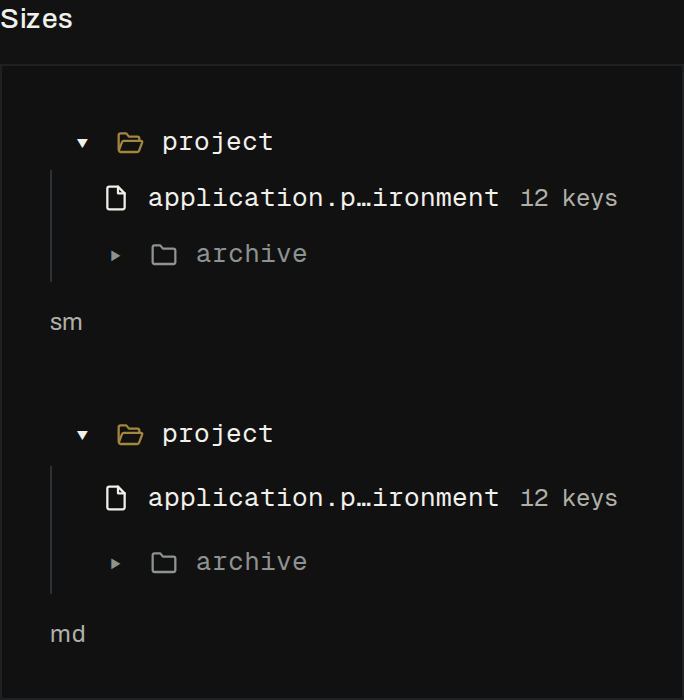 Sizes
project
application.p…ironment 12 keys
archive
sm
project
application.p…ironment 12 keys
archive
md